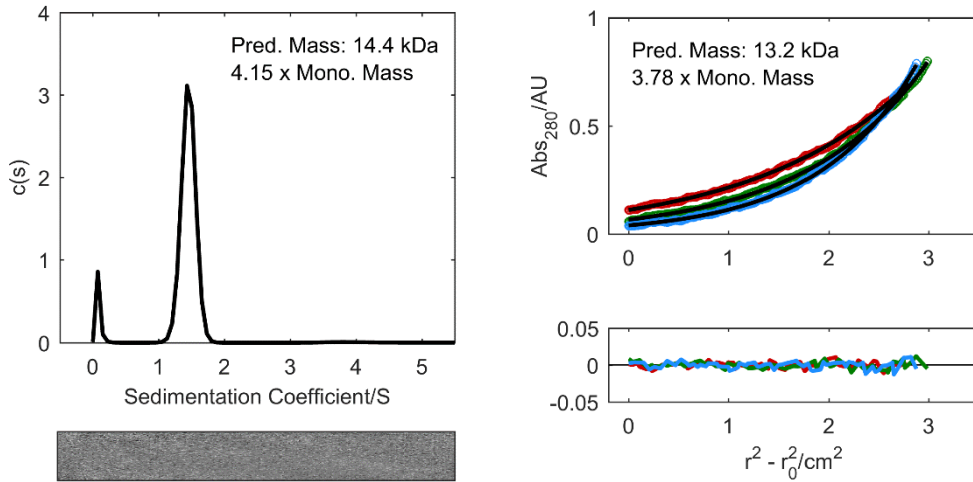 4
3
2
1
0
c(s)
Pred. Mass: 14.4 kDa
4.15 x Mono. Mass
0 1 2 3 4 5
Sedimentation Coefficient/S
1
0.5
0
Abs280/AU
Pred. Mass: 13.2 kDa
3.78 x Mono. Mass
0 1 2 3
0.05
0
-0.05
0 1 2 3
r² - r₀²/cm²